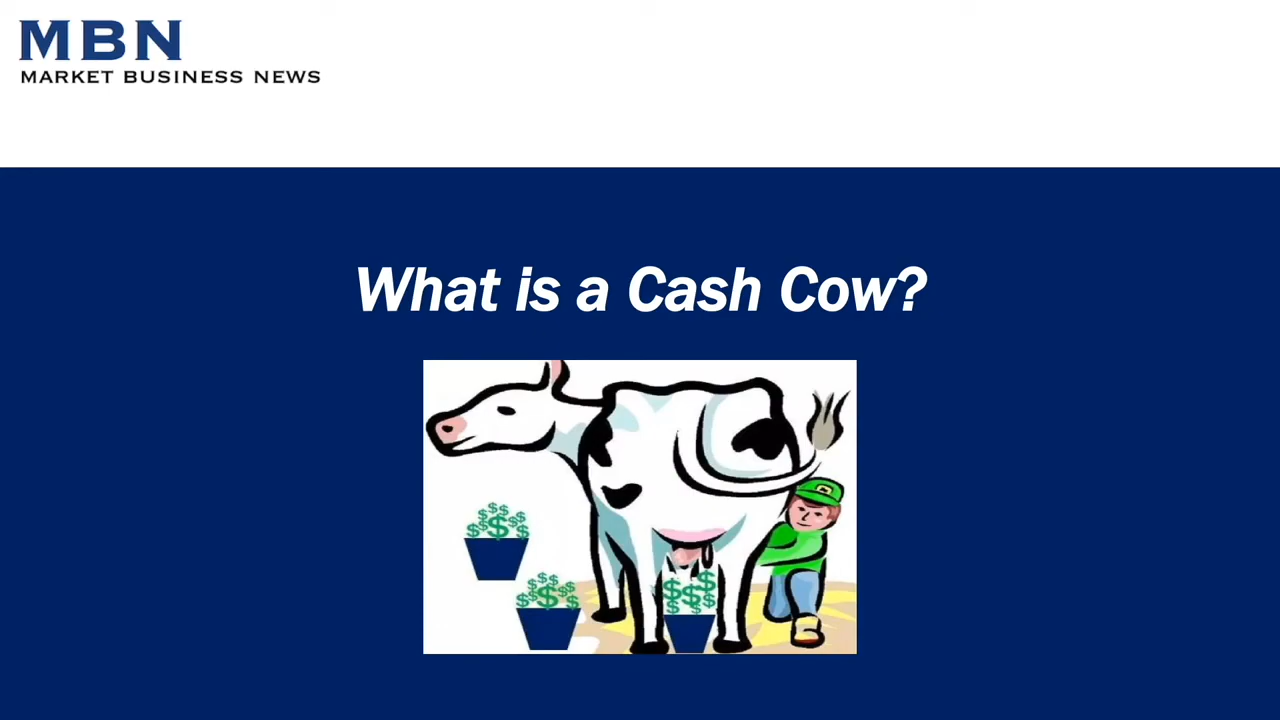 MBN
MARKET BUSINESS NEWS
What is a Cash Cow?
$ $ $ $ $ $ $ $ $
$ $ $ $ $ $ $ $ $
$ $ $ $ $ $ $ $ $